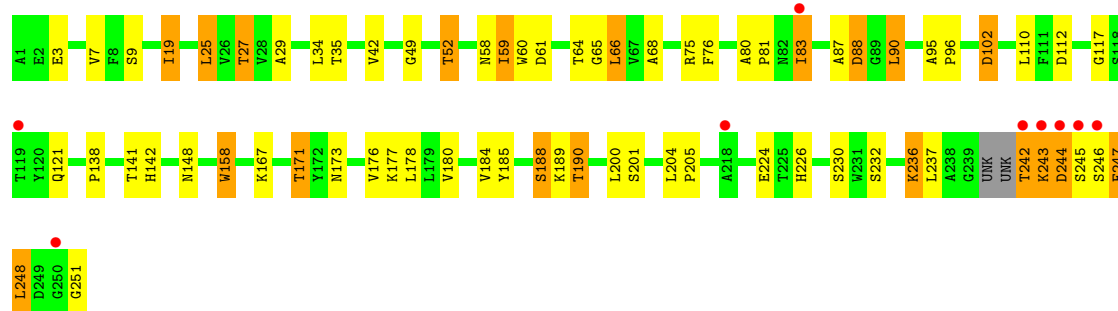 A1 E2 E3 V7 F8 S9 I19 L25 V26 T27 V28 A29 L34 T35 V42 G49 T52 N58 I59 W60 D61 T64 G65 L66 V67 A68 R75 F76 A80 P81 N82 I83 A87 D88 G89 L90 A95 P96 D102 L110 F111 D112 G117 S118
T119 Y120 Q121 P138 T141 H142 N148 W158 K167 T171 Y172 N173 V176 K177 L178 L179 V180 V184 Y185 S188 K189 T190 L200 S201 L204 P205 A218 E224 T225 H226 S230 W231 S232 K236 L237 A238 G239 UNK UNK T242 K243 D244 S245 S246
L248 D249 G250 G251